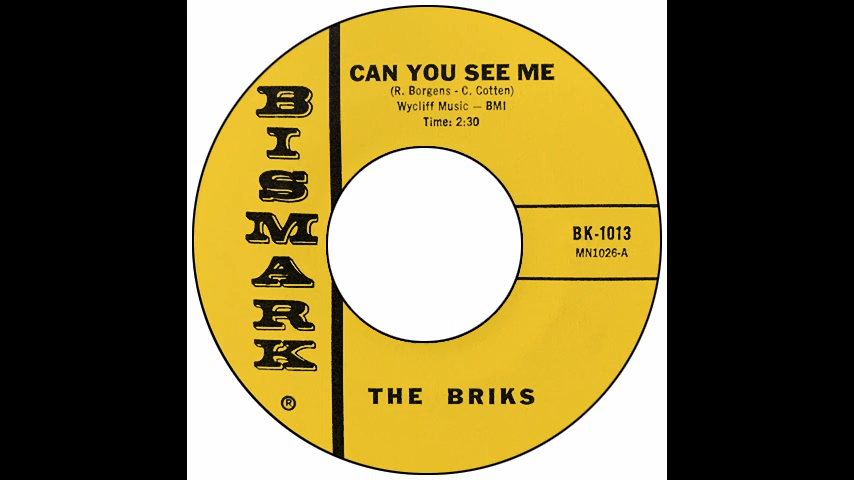 BISMARK
®
CAN YOU SEE ME
(R. Borgens - C. Cotten)
Wycliff Music — BMI
Time: 2:30
BK-1013
MN1026-A
THE BRIKS